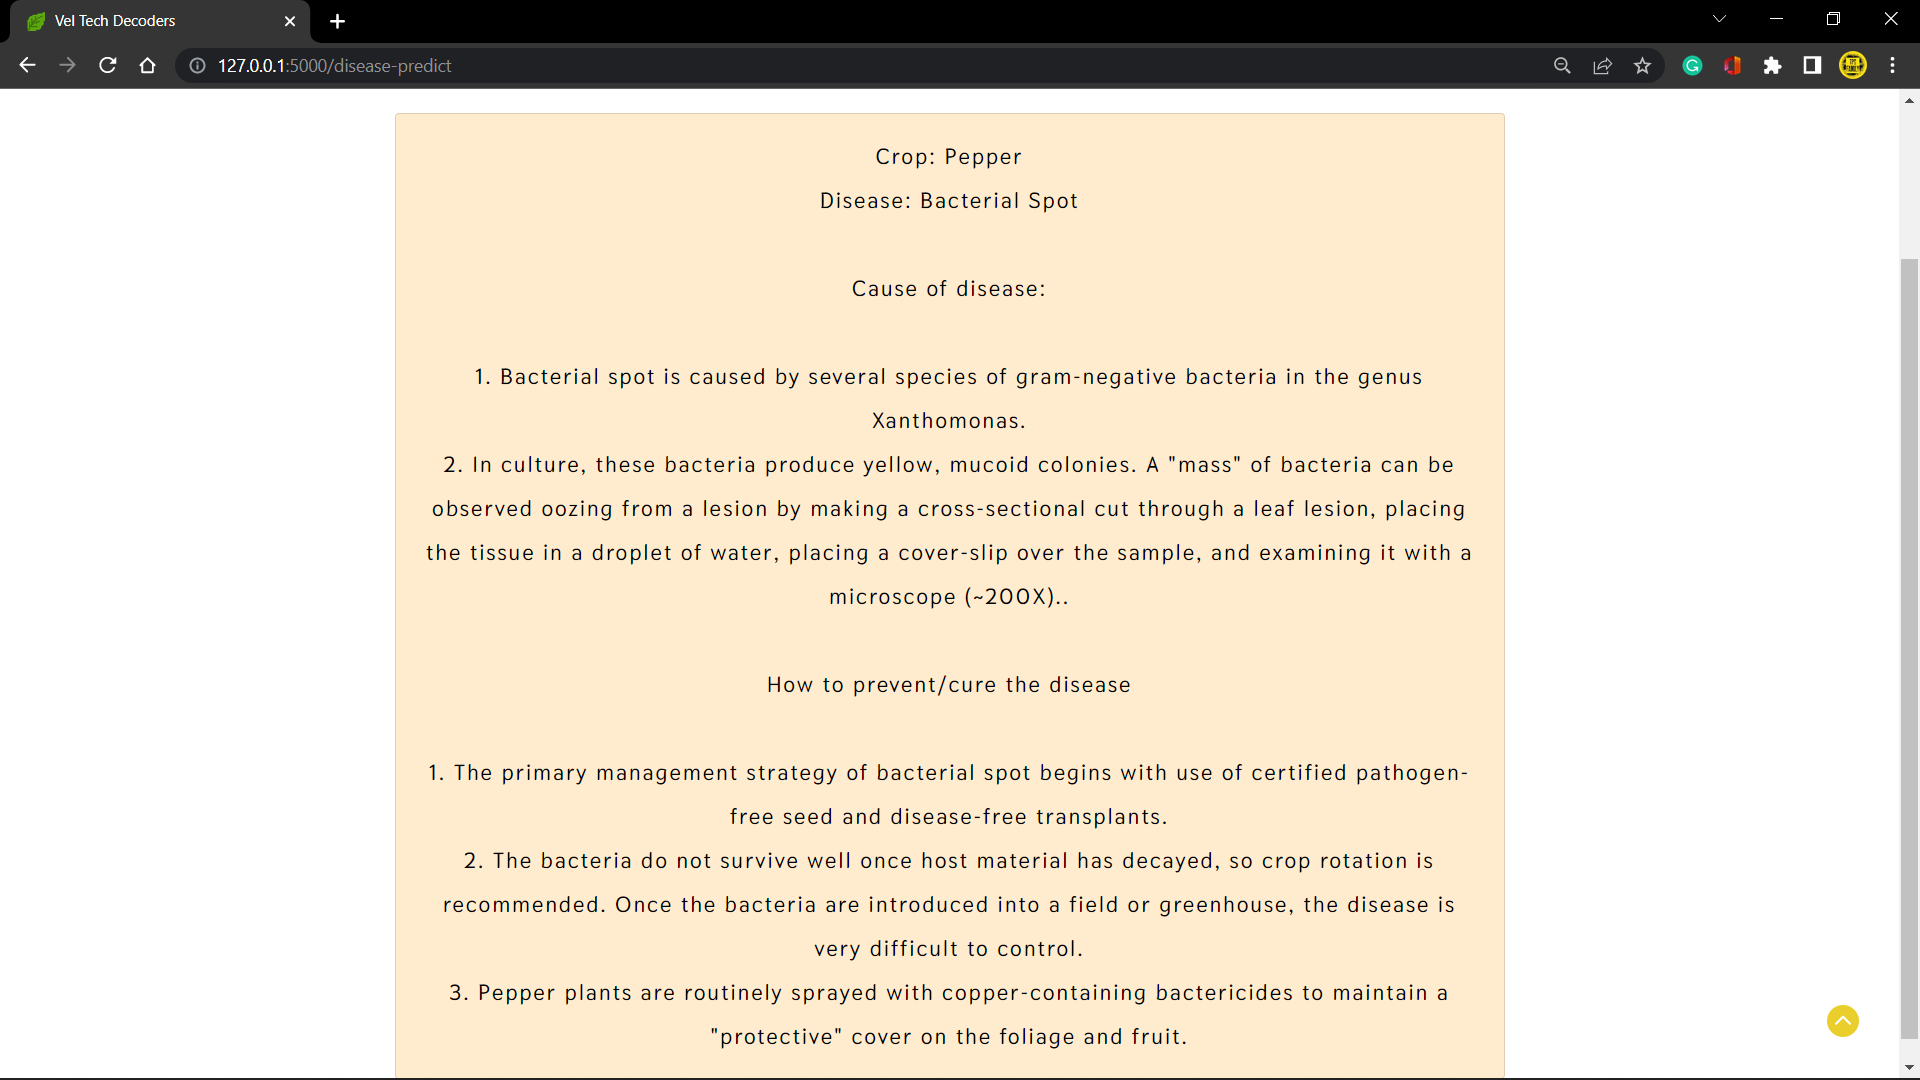 Vel Tech Decoders
127.0.0.1:5000/disease-predict
Crop: Pepper
Disease: Bacterial Spot
Cause of disease:
1. Bacterial spot is caused by several species of gram-negative bacteria in the genus
Xanthomonas.
2. In culture, these bacteria produce yellow, mucoid colonies. A "mass" of bacteria can be
observed oozing from a lesion by making a cross-sectional cut through a leaf lesion, placing
the tissue in a droplet of water, placing a cover-slip over the sample, and examining it with a
microscope (~200X)..
How to prevent/cure the disease
1. The primary management strategy of bacterial spot begins with use of certified pathogen-
free seed and disease-free transplants.
2. The bacteria do not survive well once host material has decayed, so crop rotation is
recommended. Once the bacteria are introduced into a field or greenhouse, the disease is
very difficult to control.
3. Pepper plants are routinely sprayed with copper-containing bactericides to maintain a
"protective" cover on the foliage and fruit.